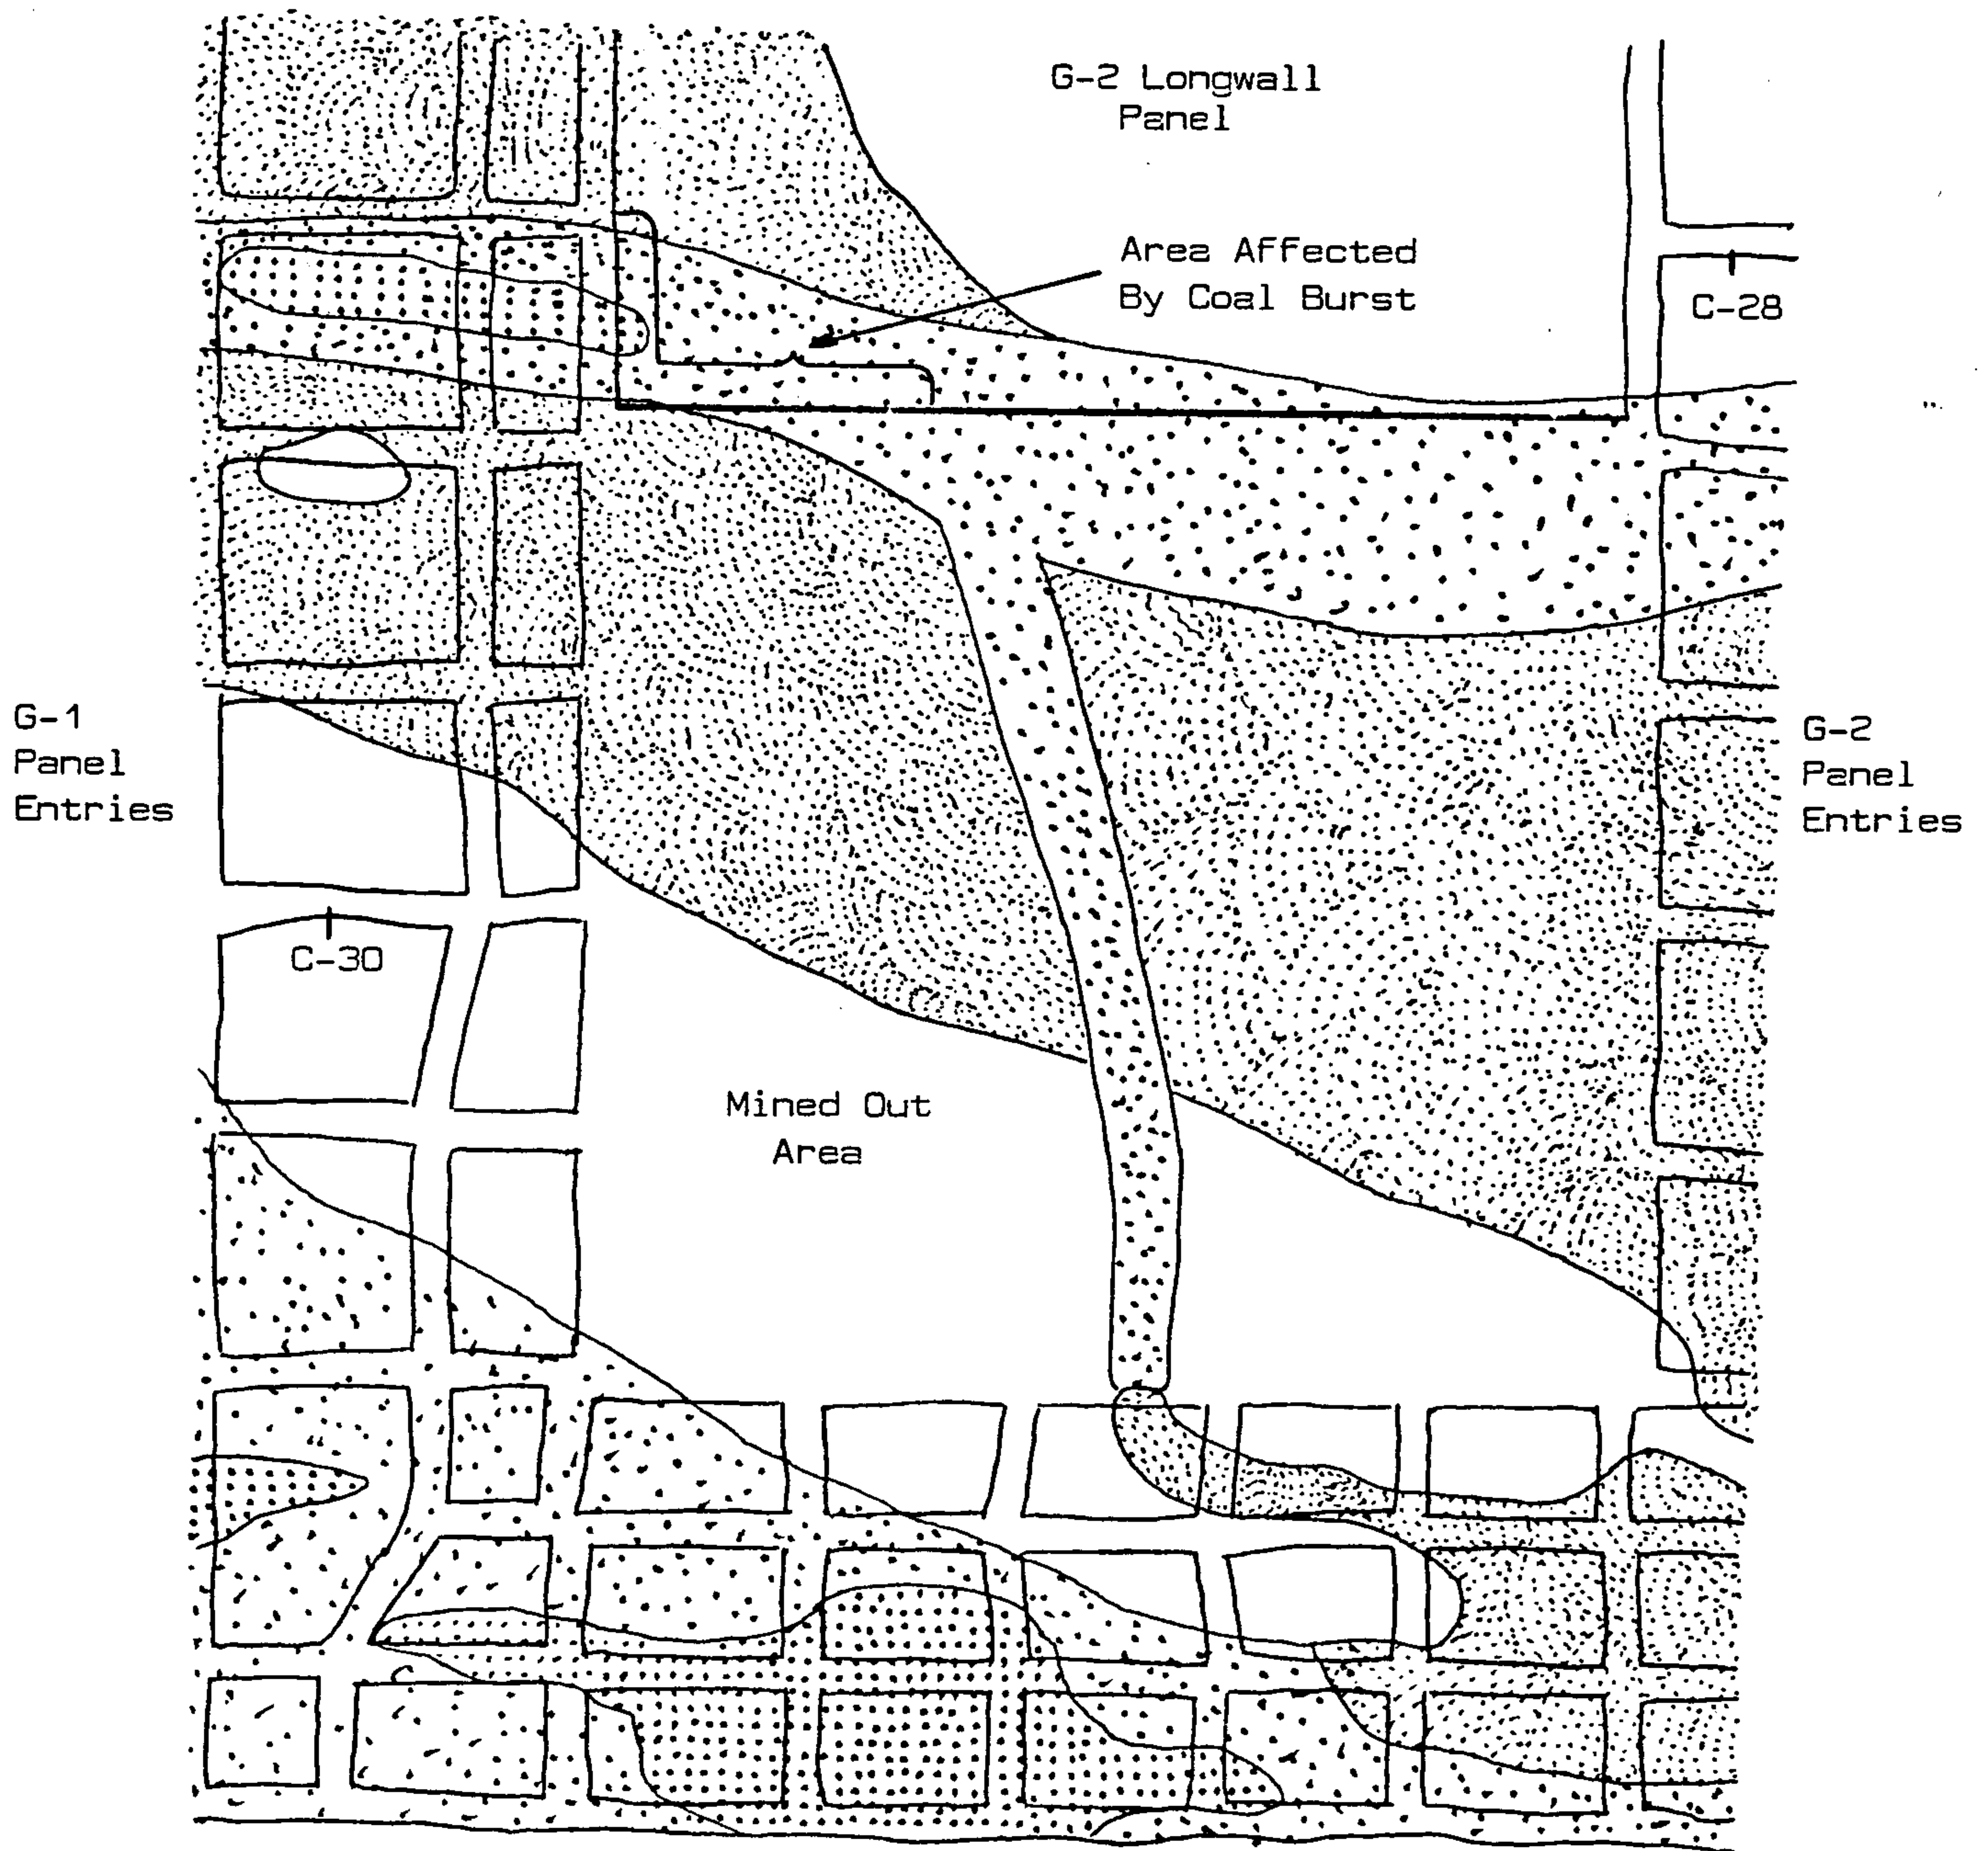 G-2 Longwall
Panel
Area Affected
By Coal Burst
C-28
G-1
Panel
Entries
G-2
Panel
Entries
C-30
Mined Out
Area